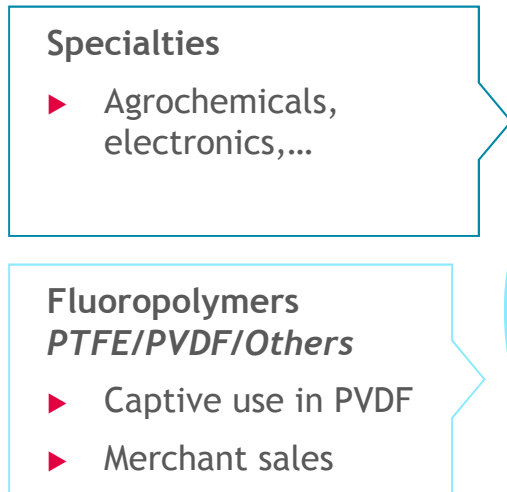 Specialties
Agrochemicals,
electronics,…
Fluoropolymers
PTFE/PVDF/Others
Captive use in PVDF
Merchant sales